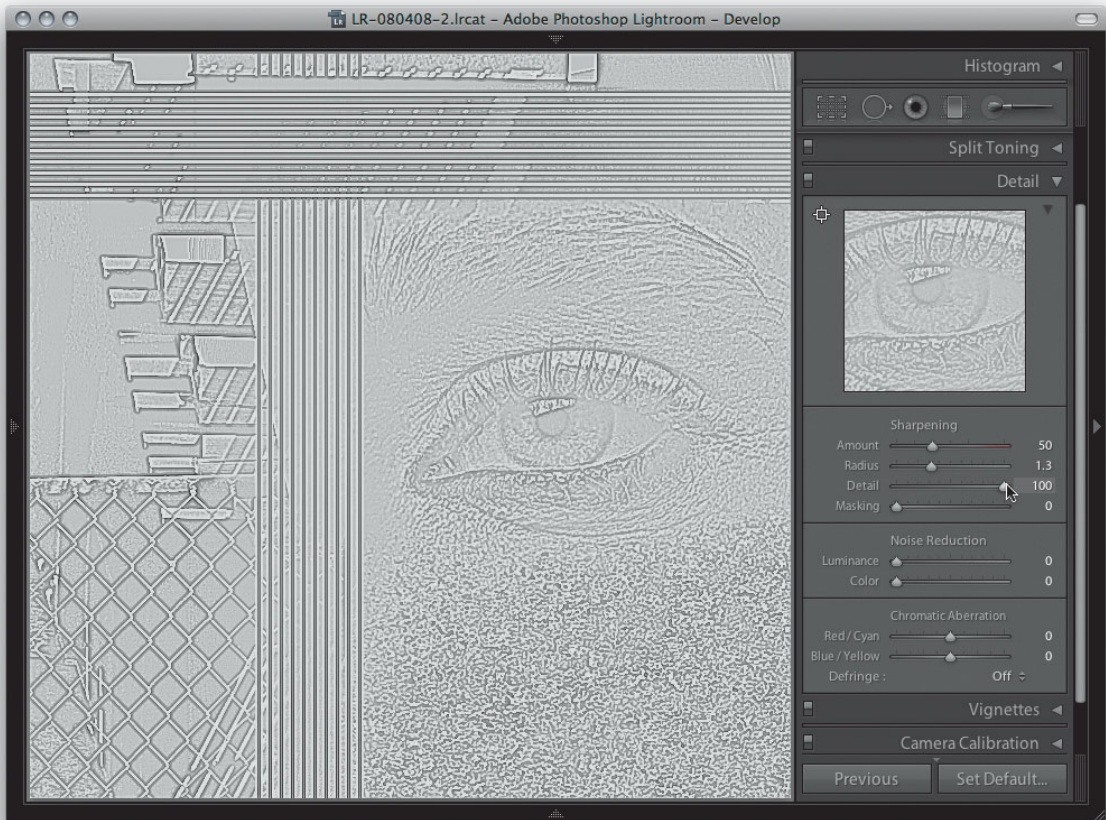 LR-080408-2.lrcat – Adobe Photoshop Lightroom – Develop
Histogram
Split Toning
Detail
Sharpening
Amount 50
Radius 1.3
Detail 100
Masking 0
Noise Reduction
Luminance 0
Color 0
Chromatic Aberration
Red / Cyan 0
Blue / Yellow 0
Defringe : Off
Vignettes
Camera Calibration
Previous Set Default...